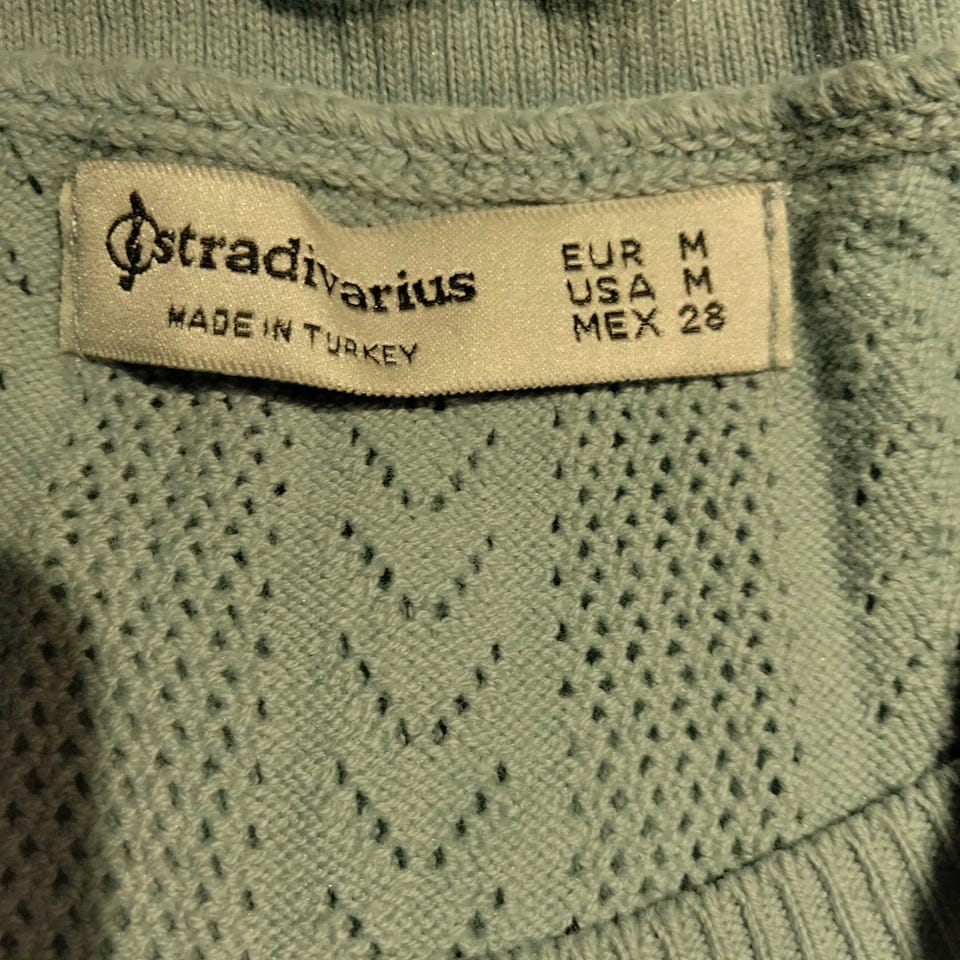 stradivarius
MADE IN TURKEY
EUR M
USA M
MEX 28